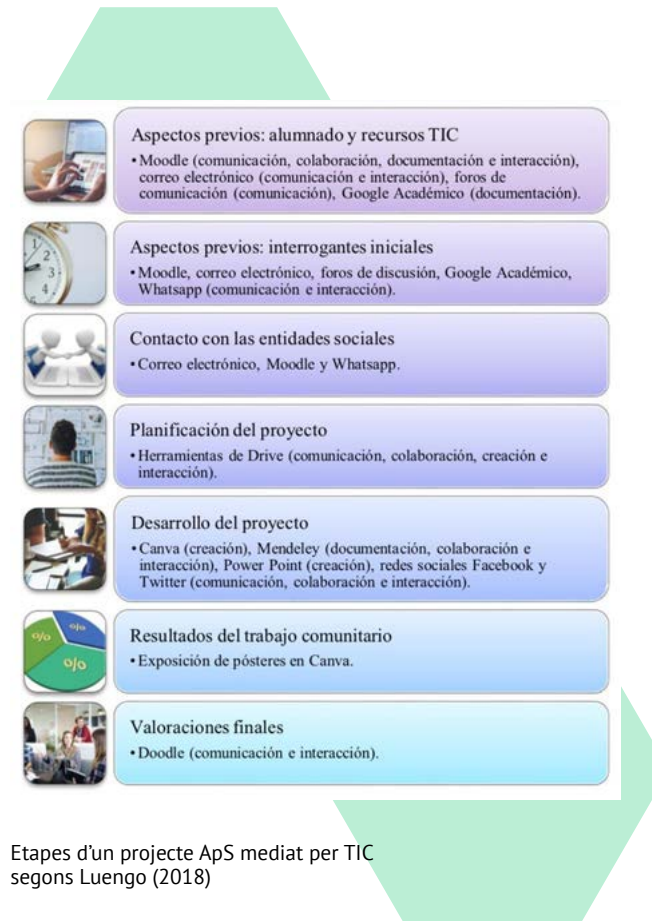 Aspectos previos: alumnado y recursos TIC
• Moodle (comunicación, colaboración, documentación e interacción),
correo electrónico (comunicación e interacción), foros de
comunicación (comunicación), Google Académico (documentación).
Aspectos previos: interrogantes iniciales
• Moodle, correo electrónico, foros de discusión, Google Académico,
Whatsapp (comunicación e interacción).
Contacto con las entidades sociales
• Correo electrónico, Moodle y Whatsapp.
Planificación del proyecto
• Herramientas de Drive (comunicación, colaboración, creación e
interacción).
Desarrollo del proyecto
• Canva (creación), Mendeley (documentación, colaboración e
interacción), Power Point (creación), redes sociales Facebook y
Twitter (comunicación, colaboración e interacción).
Resultados del trabajo comunitario
• Exposición de pósteres en Canva.
Valoraciones finales
• Doodle (comunicación e interacción).
1
2
3
4
%
%
%
Etapes d'un projecte ApS mediat per TIC
segons Luengo (2018)